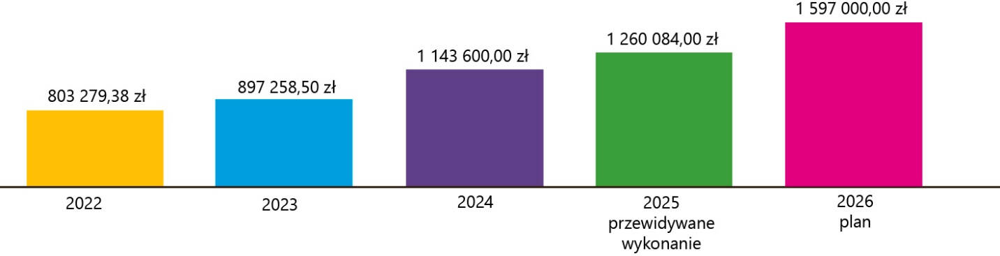 1 597 000,00 zł
1 260 084,00 zł
1 143 600,00 zł
897 258,50 zł
803 279,38 zł
2022
2023
2024
2025
przewidywane
wykonanie
2026
plan